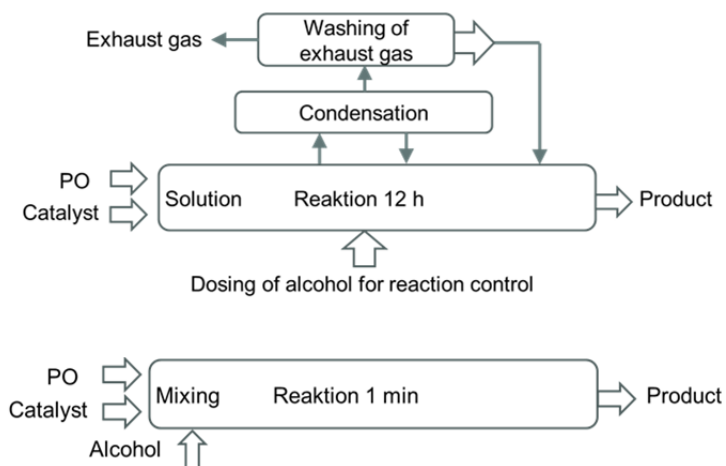 Exhaust gas
Washing of
exhaust gas
Condensation
PO
Catalyst
Solution
Reaktion 12 h
Product
Dosing of alcohol for reaction control
PO
Catalyst
Mixing
Reaktion 1 min
Product
Alcohol